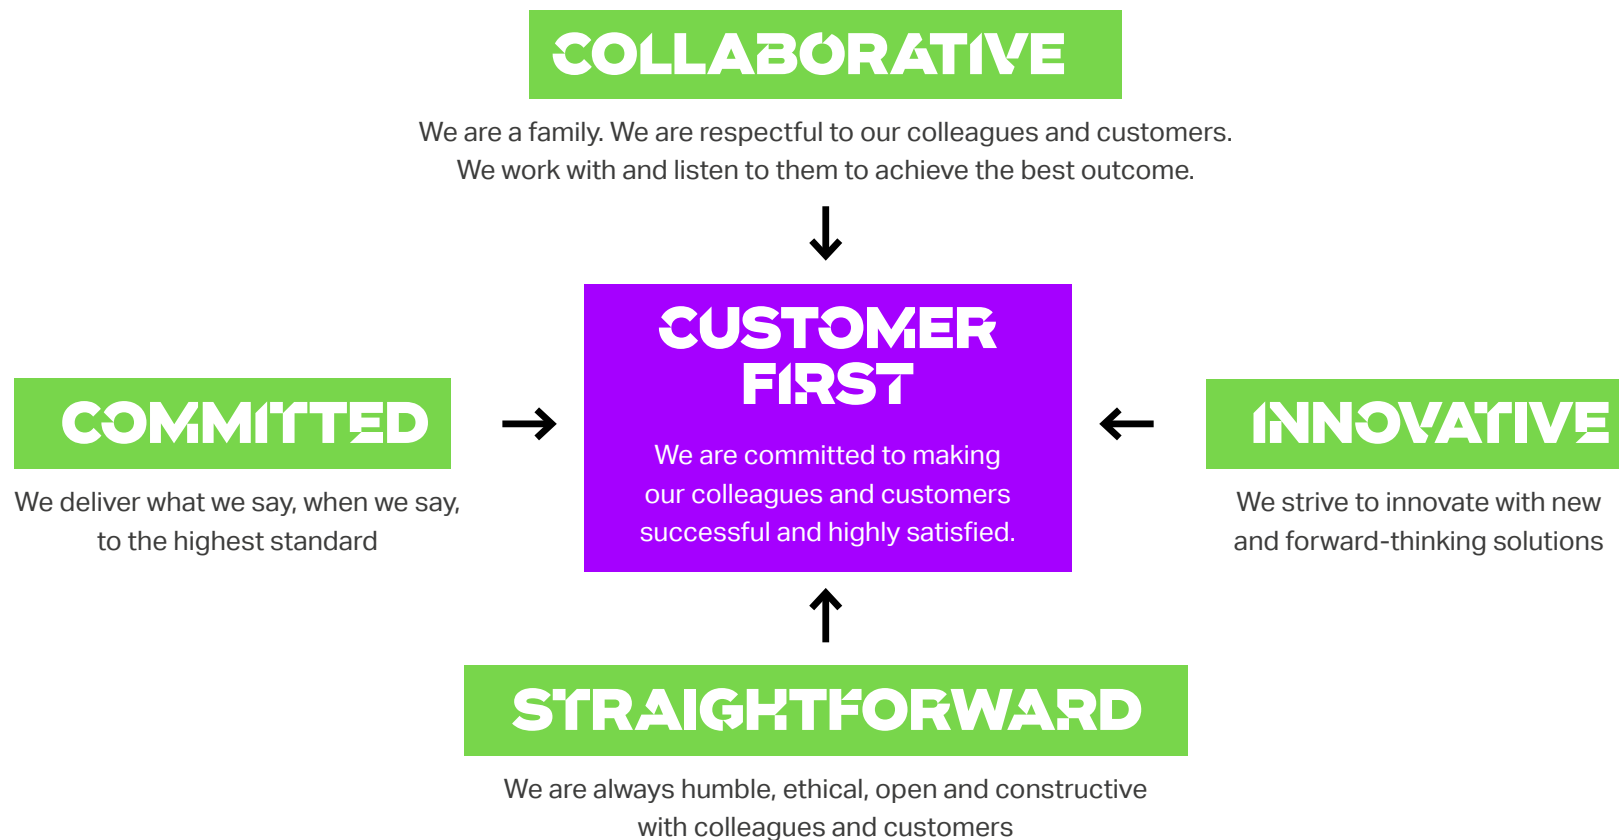 COLLABORATIVE
We are a family. We are respectful to our colleagues and customers.
We work with and listen to them to achieve the best outcome.
CUSTOMER
FIRST
We are committed to making
our colleagues and customers
successful and highly satisfied.
COMMITTED
We deliver what we say, when we say,
to the highest standard
INNOVATIVE
We strive to innovate with new
and forward-thinking solutions
STRAIGHTFORWARD
We are always humble, ethical, open and constructive
with colleagues and customers